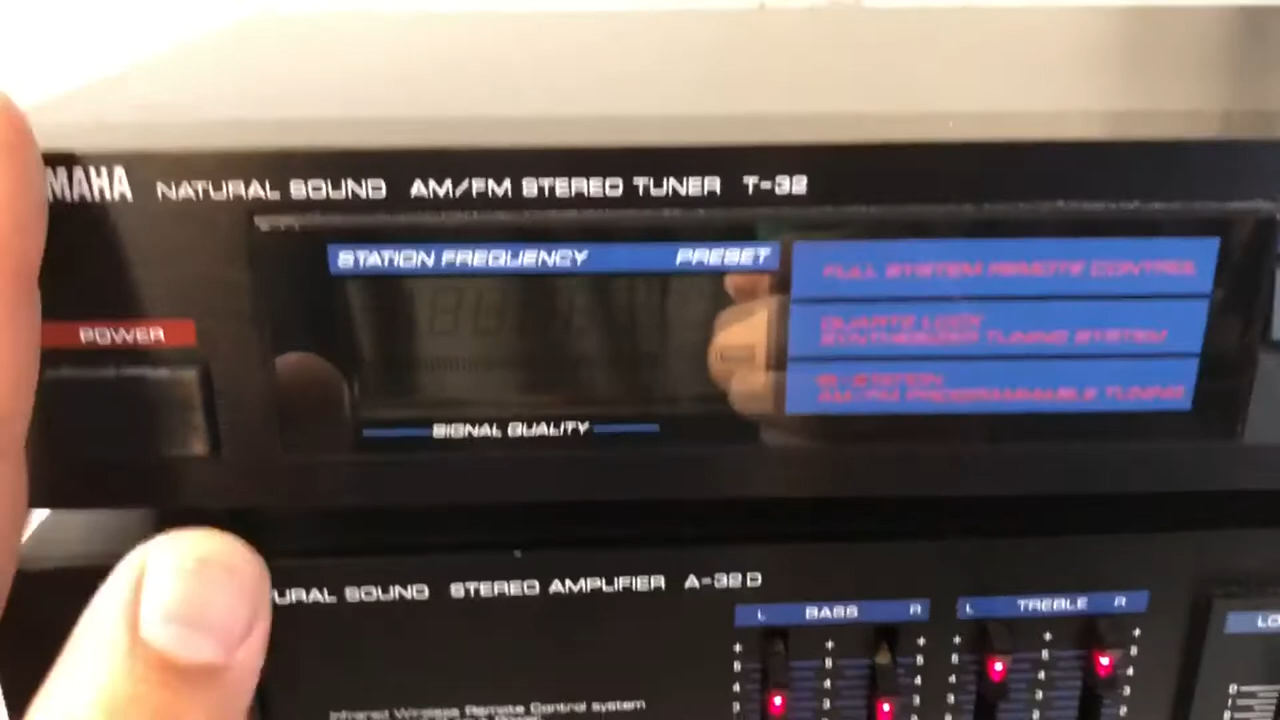 MAHA NATURAL SOUND AM/FM STEREO TUNER T-32
STATION FREQUENCY PRESET
FULL SYSTEM REMOTE CONTROL
QUARTZ LOCK
SYNTHESIZER TUNING SYSTEM
POWER
AM/FM PROGRAMMABLE TUNING
SIGNAL QUALITY
URAL SOUND STEREO AMPLIFIER A-32D
L BASS R
L TREBLE R
LO
Infrared Wireless Remote Control system